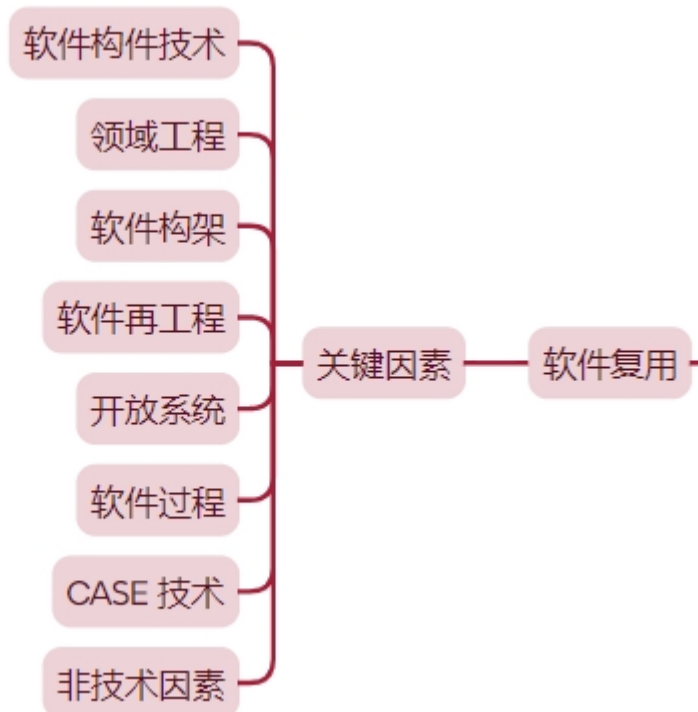 软件构件技术
领域工程
软件构架
软件再工程
关键因素
软件复用
开放系统
软件过程
CASE 技术
非技术因素